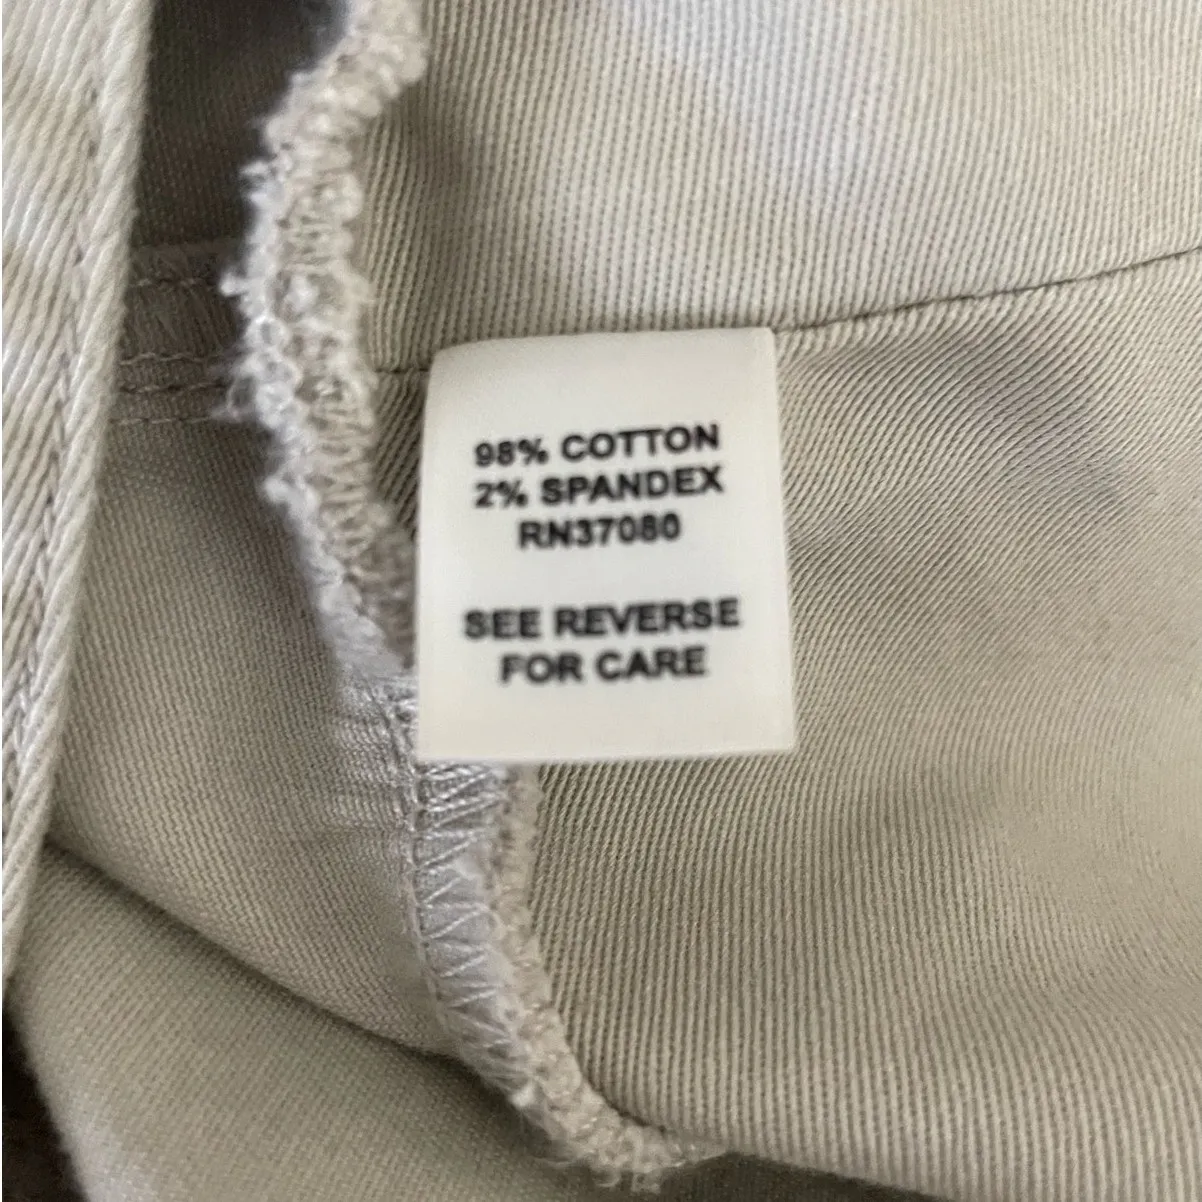 98% COTTON
2% SPANDEX
RN37080
SEE REVERSE
FOR CARE